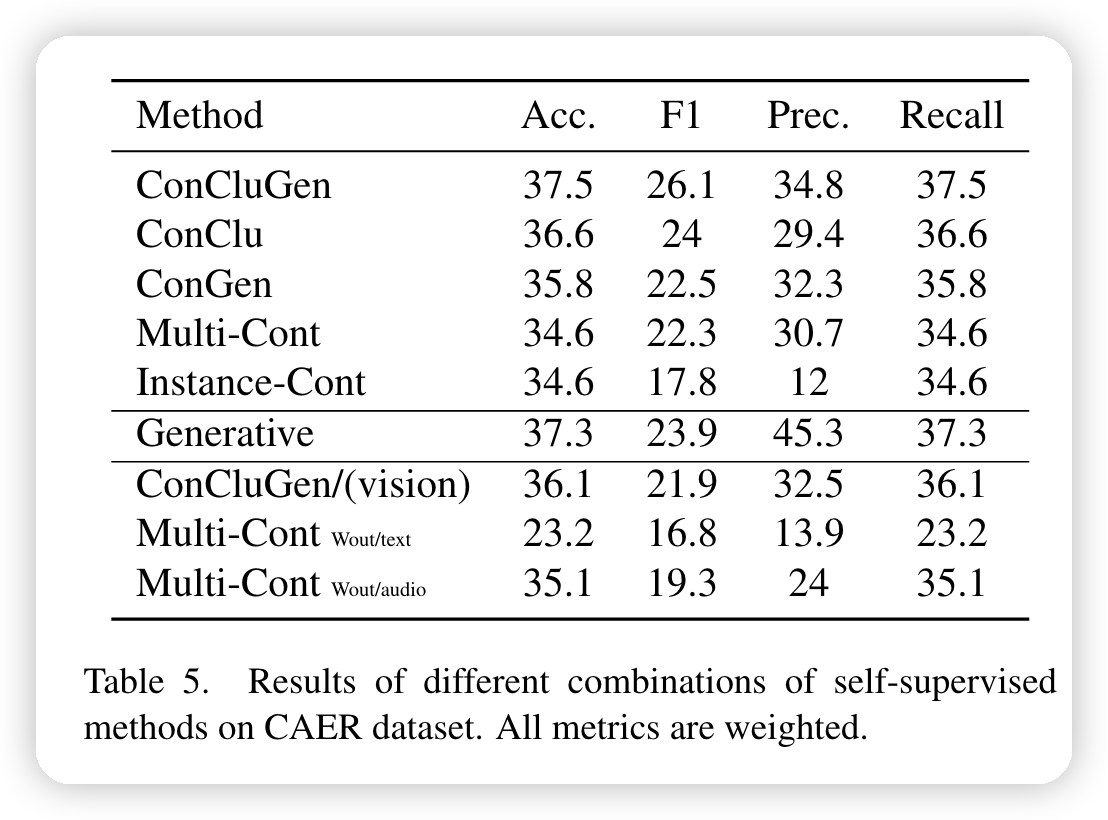 Method Acc. F1 Prec. Recall
ConCluGen 37.5 26.1 34.8 37.5
ConClu 36.6 24 29.4 36.6
ConGen 35.8 22.5 32.3 35.8
Multi-Cont 34.6 22.3 30.7 34.6
Instance-Cont 34.6 17.8 12 34.6
Generative 37.3 23.9 45.3 37.3
ConCluGen/(vision) 36.1 21.9 32.5 36.1
Multi-Cont Wout/text 23.2 16.8 13.9 23.2
Multi-Cont Wout/audio 35.1 19.3 24 35.1
Table 5. Results of different combinations of self-supervised
methods on CAER dataset. All metrics are weighted.